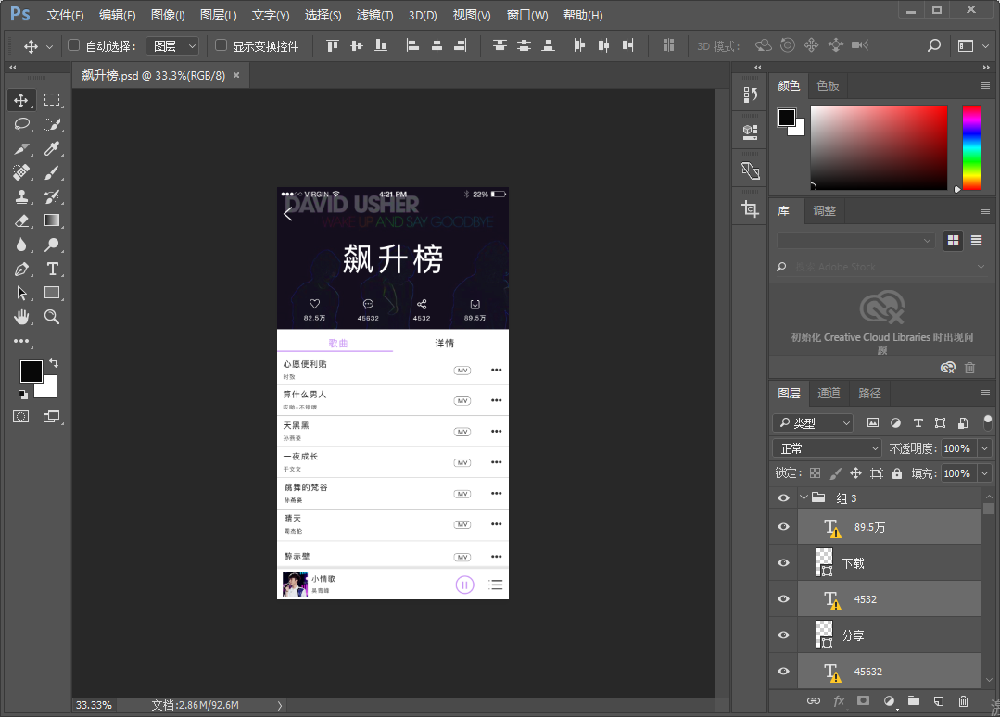 Ps 文件(F) 编辑(E) 图像(I) 图层(L) 文字(Y) 选择(S) 滤镜(T) 3D(D) 视图(V) 窗口(W) 帮助(H)
自动选择： 图层 显示变换控件 3D 模式：
飙升榜.psd @ 33.3%(RGB/8) ×
VIRGIN 4:21 PM 22%
DAVID USHER
WAKE UP AND SAY GOODBYE
飙升榜
82.5万 45632 4532 89.5万
歌曲 详情
心愿便利贴
MV
算什么男人
MV
天黑黑
孙燕姿
MV
一夜成长
于文文
MV
跳舞的梵谷
MV
晴天
周杰伦
MV
醉赤壁
MV
小情歌
吴青峰
33.33% 文档:2.86M/92.6M
颜色 色板
库 调整
搜索 Adobe Stock
初始化 Creative Cloud Libraries 时出现问
题
图层 通道 路径
类型
正常 不透明度: 100%
锁定: 填充: 100%
组 3
89.5万
下载
4532
分享
45632
fx